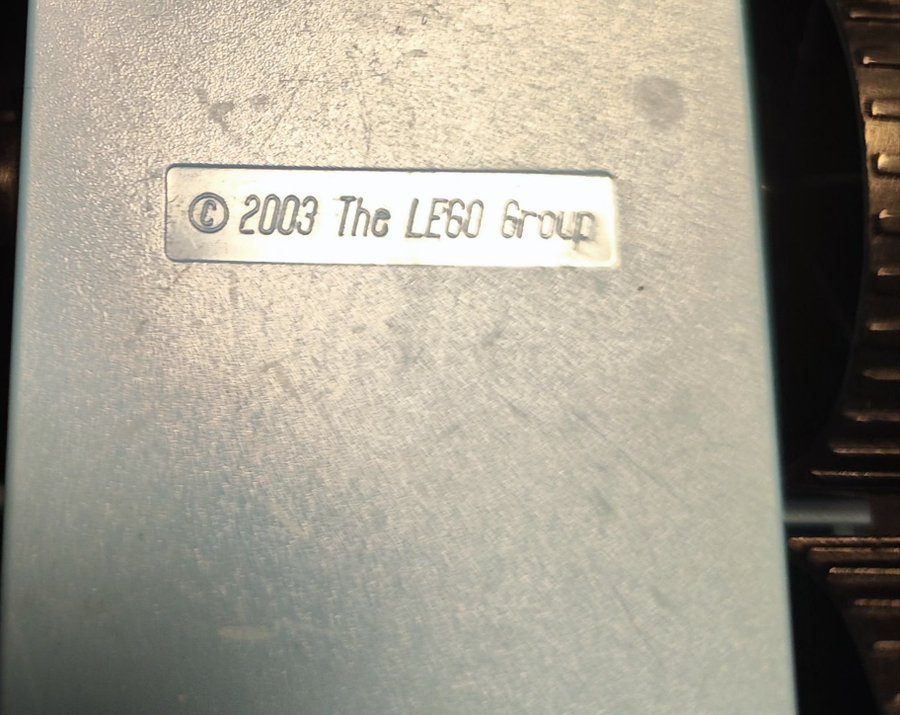 © 2003 The LEGO Group